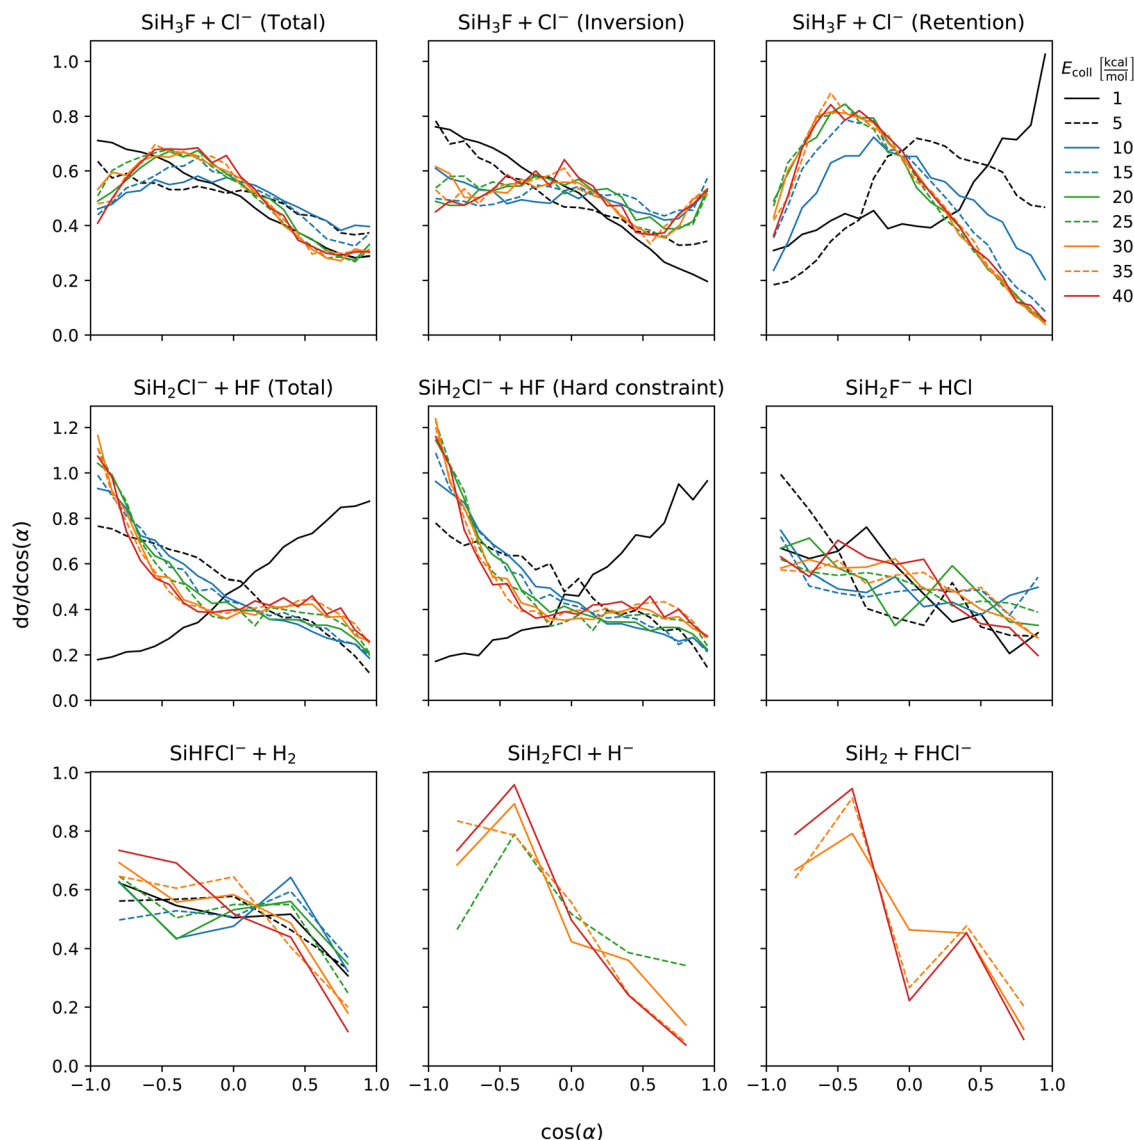 SiH₃F + Cl⁻ (Total)
SiH₃F + Cl⁻ (Inversion)
SiH₃F + Cl⁻ (Retention)
1.0
0.8
0.6
0.4
0.2
0.0
E_coll [kcal/mol]
1
5
10
15
20
25
30
35
40
SiH₂Cl⁻ + HF (Total)
SiH₂Cl⁻ + HF (Hard constraint)
SiH₂F⁻ + HCl
dσ/dcos(α)
1.2
1.0
0.8
0.6
0.4
0.2
0.0
SiHFCl⁻ + H₂
SiH₂FCl + H⁻
SiH₂ + FHCl⁻
1.0
0.8
0.6
0.4
0.2
0.0
−1.0 −0.5 0.0 0.5 1.0
−1.0 −0.5 0.0 0.5 1.0
−1.0 −0.5 0.0 0.5 1.0
cos(α)